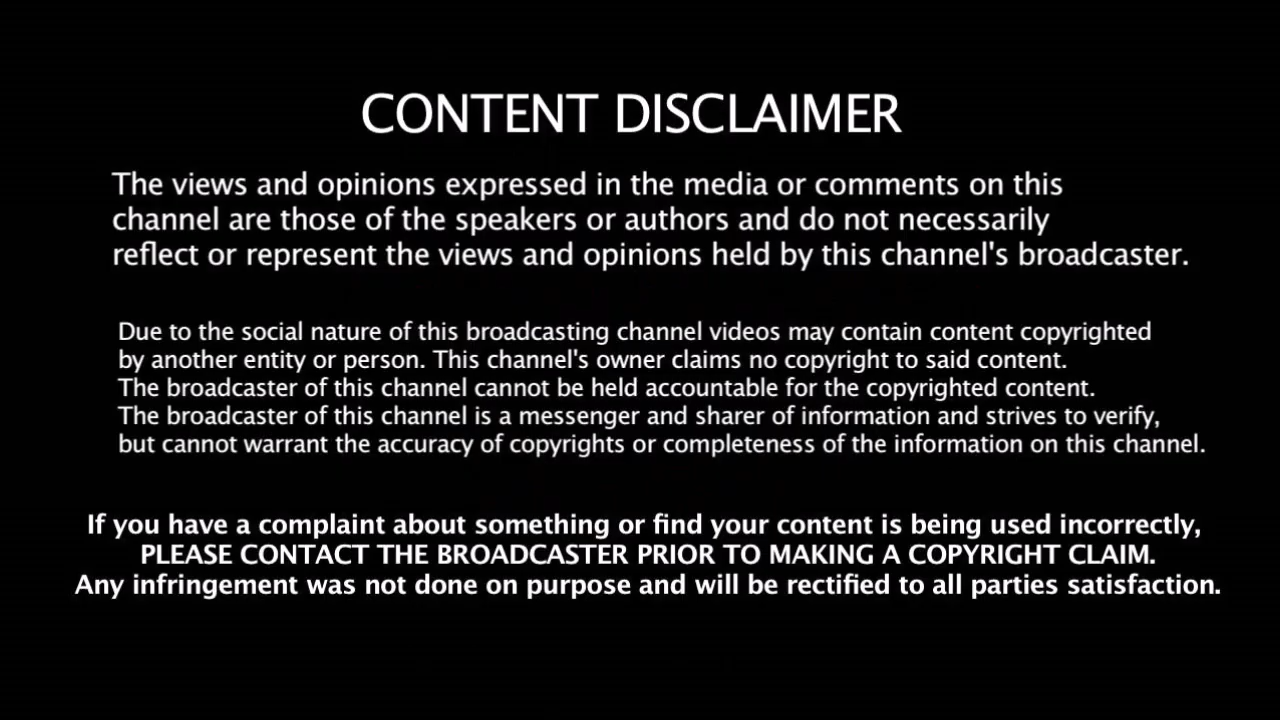 CONTENT DISCLAIMER
The views and opinions expressed in the media or comments on this
channel are those of the speakers or authors and do not necessarily
reflect or represent the views and opinions held by this channel's broadcaster.
Due to the social nature of this broadcasting channel videos may contain content copyrighted
by another entity or person. This channel's owner claims no copyright to said content.
The broadcaster of this channel cannot be held accountable for the copyrighted content.
The broadcaster of this channel is a messenger and sharer of information and strives to verify,
but cannot warrant the accuracy of copyrights or completeness of the information on this channel.
If you have a complaint about something or find your content is being used incorrectly,
PLEASE CONTACT THE BROADCASTER PRIOR TO MAKING A COPYRIGHT CLAIM.
Any infringement was not done on purpose and will be rectified to all parties satisfaction.